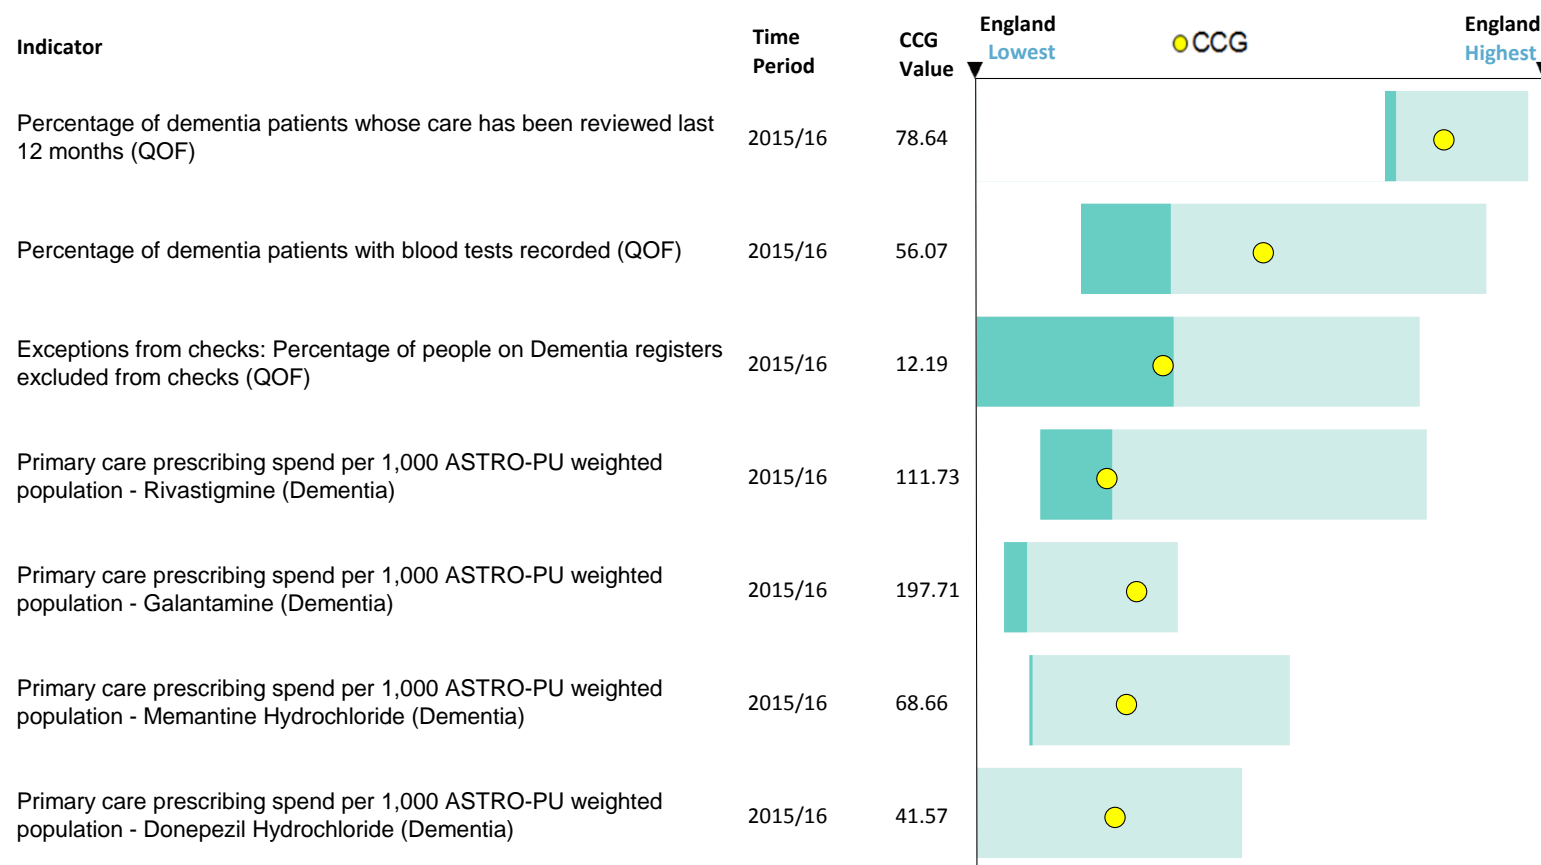 Indicator
Time
Period
CCG
Value
England
Lowest
CCG
England
Highest
Percentage of dementia patients whose care has been reviewed last
12 months (QOF)
2015/16
78.64
Percentage of dementia patients with blood tests recorded (QOF)
2015/16
56.07
Exceptions from checks: Percentage of people on Dementia registers
excluded from checks (QOF)
2015/16
12.19
Primary care prescribing spend per 1,000 ASTRO-PU weighted
population - Rivastigmine (Dementia)
2015/16
111.73
Primary care prescribing spend per 1,000 ASTRO-PU weighted
population - Galantamine (Dementia)
2015/16
197.71
Primary care prescribing spend per 1,000 ASTRO-PU weighted
population - Memantine Hydrochloride (Dementia)
2015/16
68.66
Primary care prescribing spend per 1,000 ASTRO-PU weighted
population - Donepezil Hydrochloride (Dementia)
2015/16
41.57